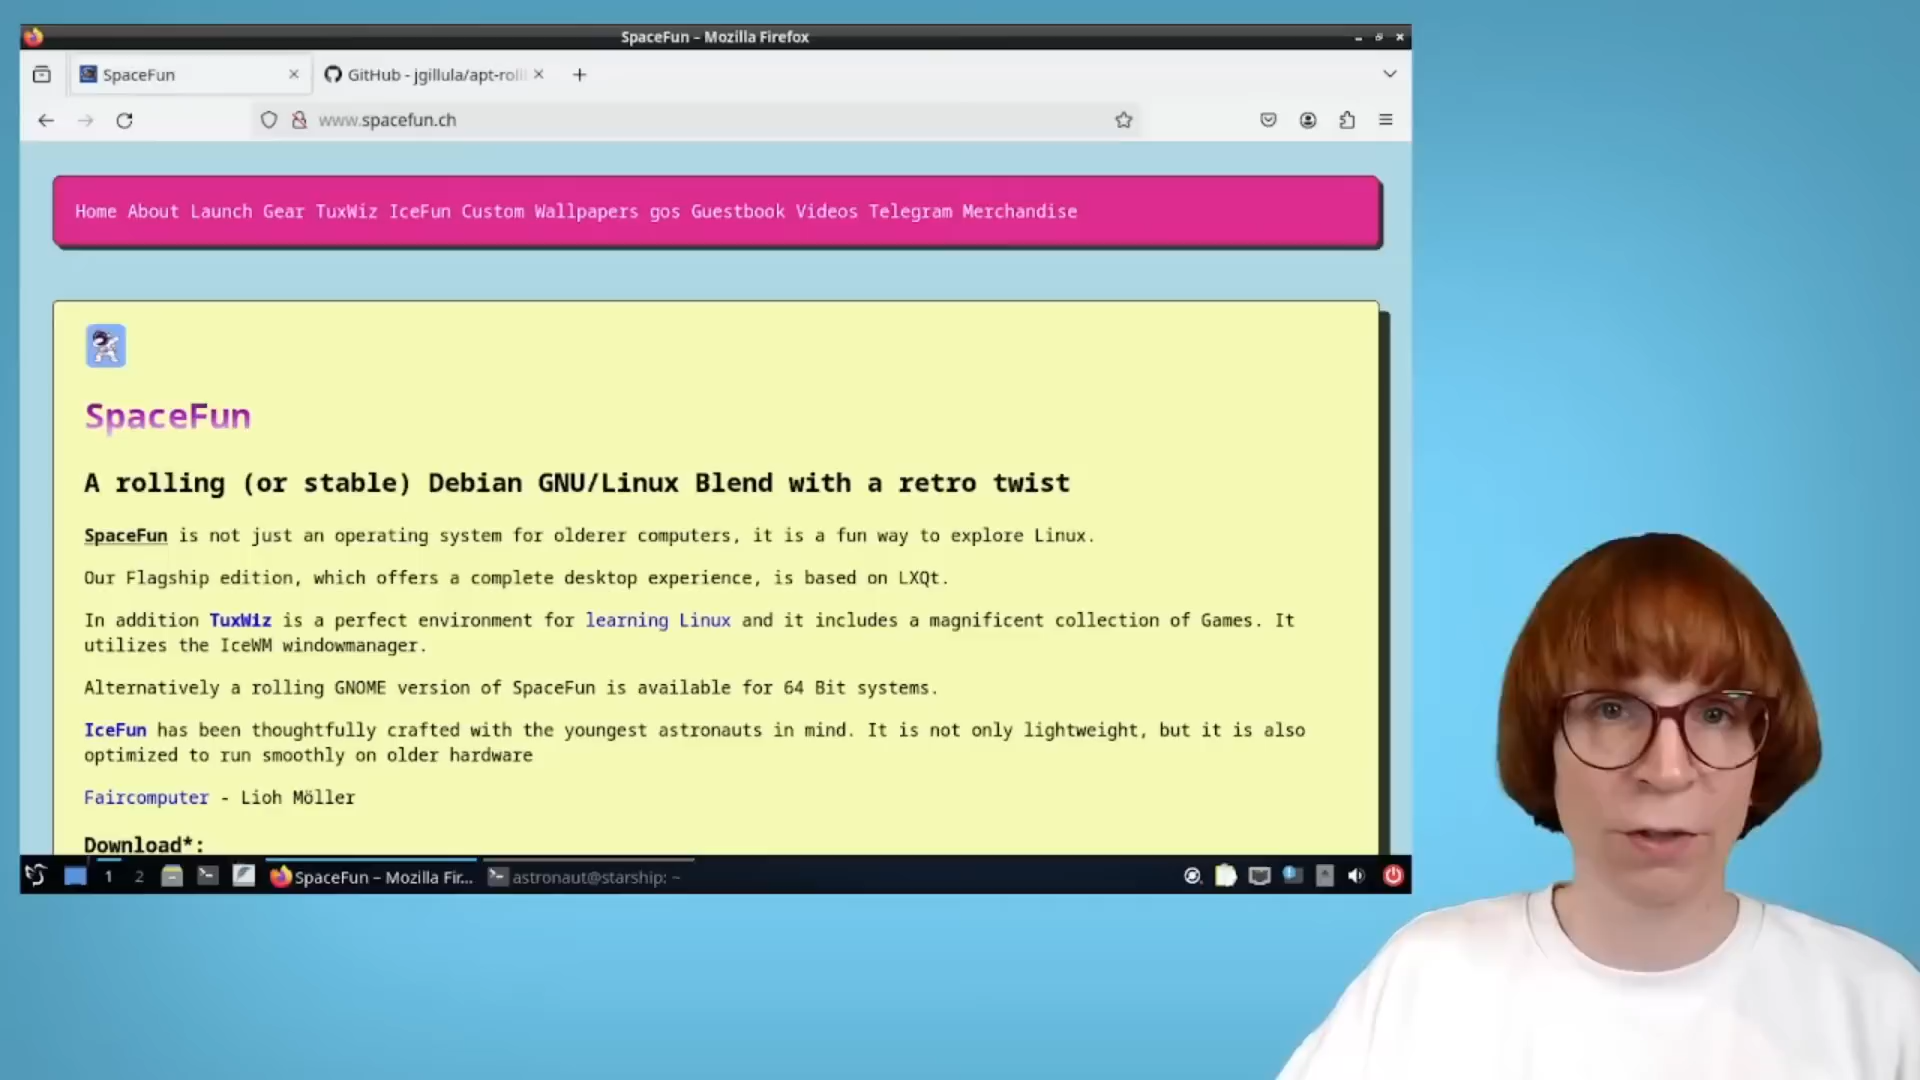 SpaceFun – Mozilla Firefox
SpaceFun
GitHub - jgillula/apt-roll
www.spacefun.ch
Home About Launch Gear TuxWiz IceFun Custom Wallpapers gos Guestbook Videos Telegram Merchandise
SpaceFun
A rolling (or stable) Debian GNU/Linux Blend with a retro twist
SpaceFun is not just an operating system for olderer computers, it is a fun way to explore Linux.
Our Flagship edition, which offers a complete desktop experience, is based on LXQt.
In addition TuxWiz is a perfect environment for learning Linux and it includes a magnificent collection of Games. It
utilizes the IceWM windowmanager.
Alternatively a rolling GNOME version of SpaceFun is available for 64 Bit systems.
IceFun has been thoughtfully crafted with the youngest astronauts in mind. It is not only lightweight, but it is also
optimized to run smoothly on older hardware
Faircomputer - Lioh Möller
Download*:
1 2 SpaceFun – Mozilla Fir... astronaut@starship: ~